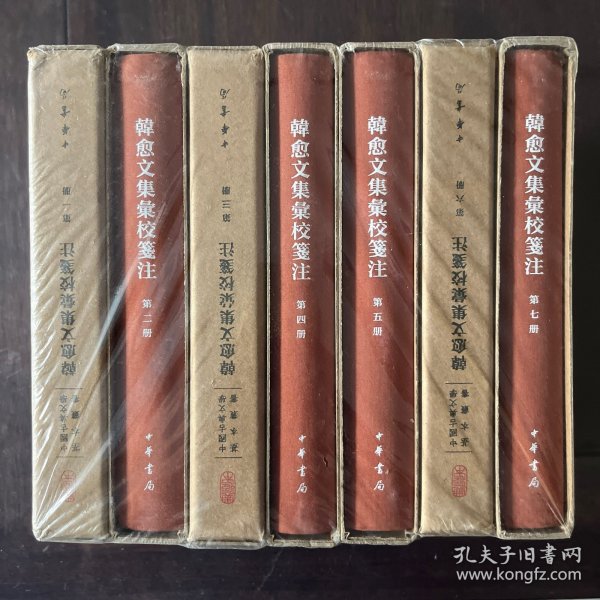 中國古典文學
基本叢書
韓愈文集彙校箋注
第一册
中華書局
韓愈文集彙校箋注
第二册
中華書局
中國古典文學
基本叢書
韓愈文集彙校箋注
第三册
中華書局
韓愈文集彙校箋注
第四册
中華書局
韓愈文集彙校箋注
第五册
中華書局
中國古典文學
基本叢書
韓愈文集彙校箋注
第六册
中華書局
韓愈文集彙校箋注
第七册
中華書局
孔夫子旧书网
www.kongfz.com